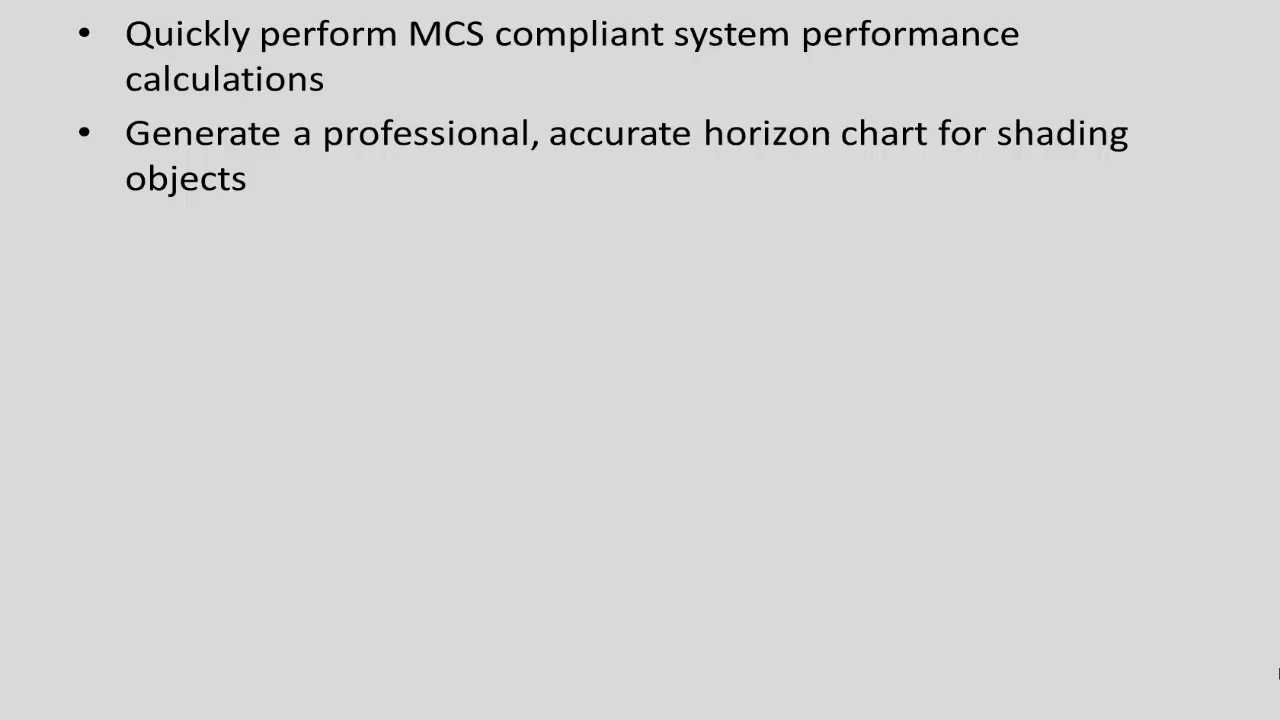 • Quickly perform MCS compliant system performance
calculations
• Generate a professional, accurate horizon chart for shading
objects